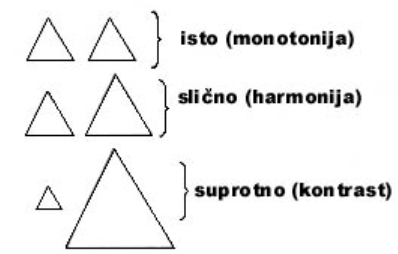 isto (monotonija)
slično (harmonija)
suprotno (kontrast)